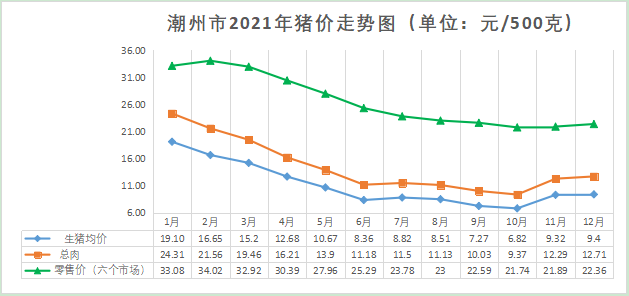 潮州市2021年猪价走势图（单位：元/500克）
36.00
31.00
26.00
21.00
16.00
11.00
6.00
1月 2月 3月 4月 5月 6月 7月 8月 9月 10月 11月 12月
生猪均价 19.10 16.65 15.2 12.68 10.67 8.36 8.82 8.51 7.27 6.82 9.32 9.4
总肉 24.31 21.56 19.46 16.21 13.9 11.18 11.5 11.13 10.03 9.37 12.29 12.71
零售价（六个市场） 33.08 34.02 32.92 30.39 27.96 25.29 23.78 23 22.59 21.74 21.89 22.36